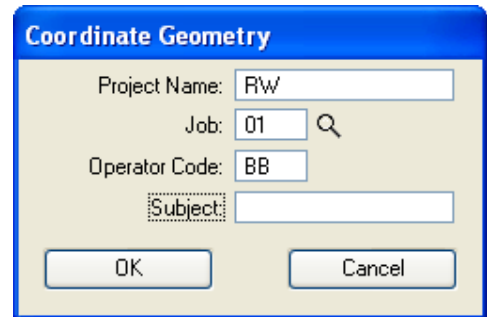 Coordinate Geometry
Project Name: RW
Job: 01
Operator Code: BB
Subject:
OK Cancel